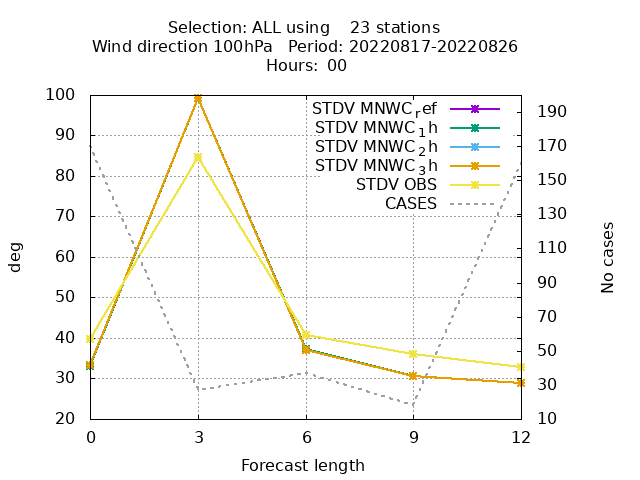 Selection: ALL using    23 stations
Wind direction 100hPa   Period: 20220817-20220826
Hours:  00
deg
No cases
100
90
80
70
60
50
40
30
20
190
170
150
130
110
90
70
50
30
10
STDV MNWC_ref
STDV MNWC_1h
STDV MNWC_2h
STDV MNWC_3h
STDV OBS
CASES
0 3 6 9 12
Forecast length